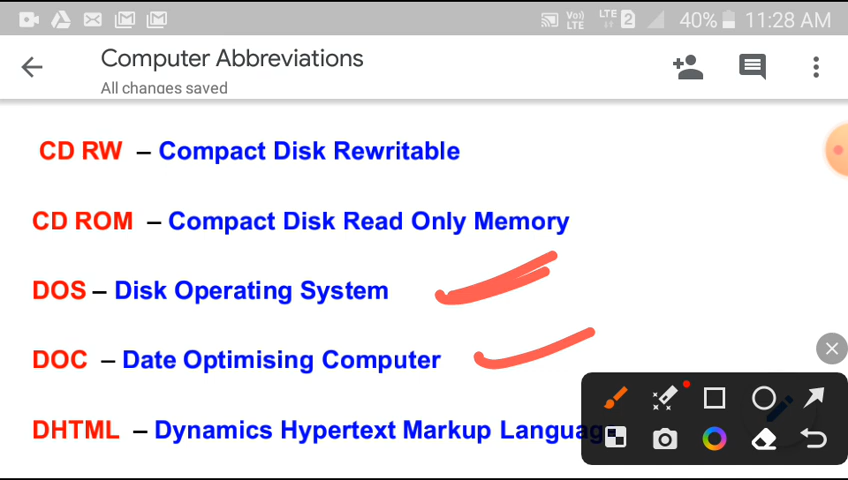 Vo)) LTE LTE 2 40% 11:28 AM
Computer Abbreviations
All changes saved
CD RW – Compact Disk Rewritable
CD ROM – Compact Disk Read Only Memory
DOS – Disk Operating System
DOC – Date Optimising Computer
DHTML – Dynamics Hypertext Markup Language